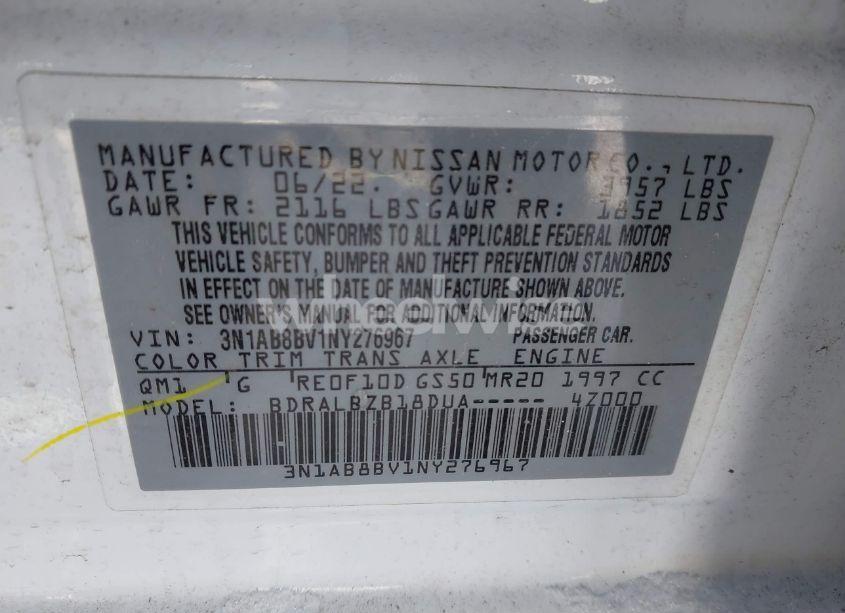 MANUFACTURED BY NISSAN MOTOR CO., LTD.
DATE: 06/22. GVWR: 3957 LBS
GAWR FR: 2116 LBS GAWR RR: 1852 LBS
THIS VEHICLE CONFORMS TO ALL APPLICABLE FEDERAL MOTOR
VEHICLE SAFETY, BUMPER AND THEFT PREVENTION STANDARDS
IN EFFECT ON THE DATE OF MANUFACTURE SHOWN ABOVE.
SEE OWNER'S MANUAL FOR ADDITIONAL INFORMATION.
wheelwire
VIN: 3N1AB8BV1NY276967 PASSENGER CAR.
COLOR TRIM TRANS AXLE ENGINE
QM1 G RE0F10D GS50 MR20 1997 CC
MODEL: BDRALBZB18DUA----- 4Z000
3N1AB8BV1NY276967